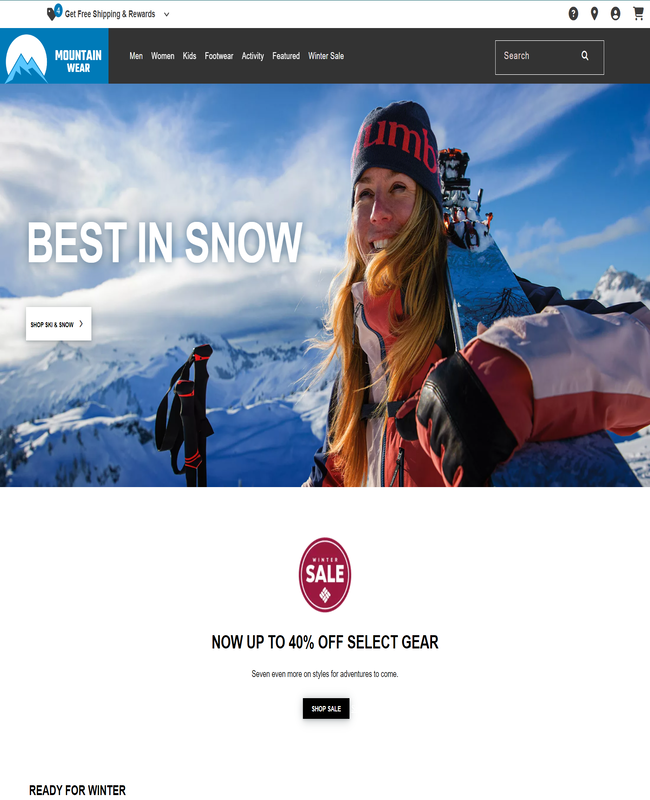 4
Get Free Shipping & Rewards
?
MOUNTAIN
WEAR
Men Women Kids Footwear Activity Featured Winter Sale
Search
umb
BEST IN SNOW
SHOP SKI & SNOW
WINTER
SALE
NOW UP TO 40% OFF SELECT GEAR
Seven even more on styles for adventures to come.
SHOP SALE
READY FOR WINTER